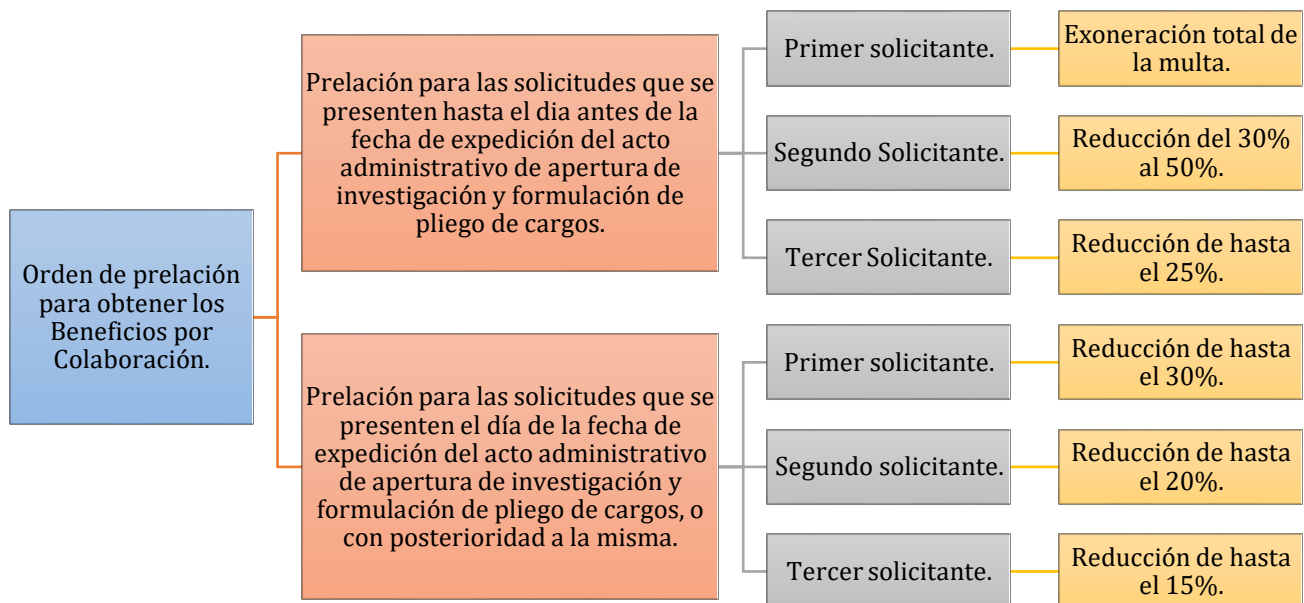 Orden de prelación
para obtener los
Beneficios por
Colaboración.
Prelación para las solicitudes que se
presenten hasta el dia antes de la
fecha de expedición del acto
administrativo de apertura de
investigación y formulación de
pliego de cargos.
Primer solicitante.
Exoneración total de
la multa.
Segundo Solicitante.
Reducción del 30%
al 50%.
Tercer Solicitante.
Reducción de hasta
el 25%.
Prelación para las solicitudes que se
presenten el día de la fecha de
expedición del acto administrativo
de apertura de investigación y
formulación de pliego de cargos, o
con posterioridad a la misma.
Primer solicitante.
Reducción de hasta
el 30%.
Segundo solicitante.
Reducción de hasta
el 20%.
Tercer solicitante.
Reducción de hasta
el 15%.